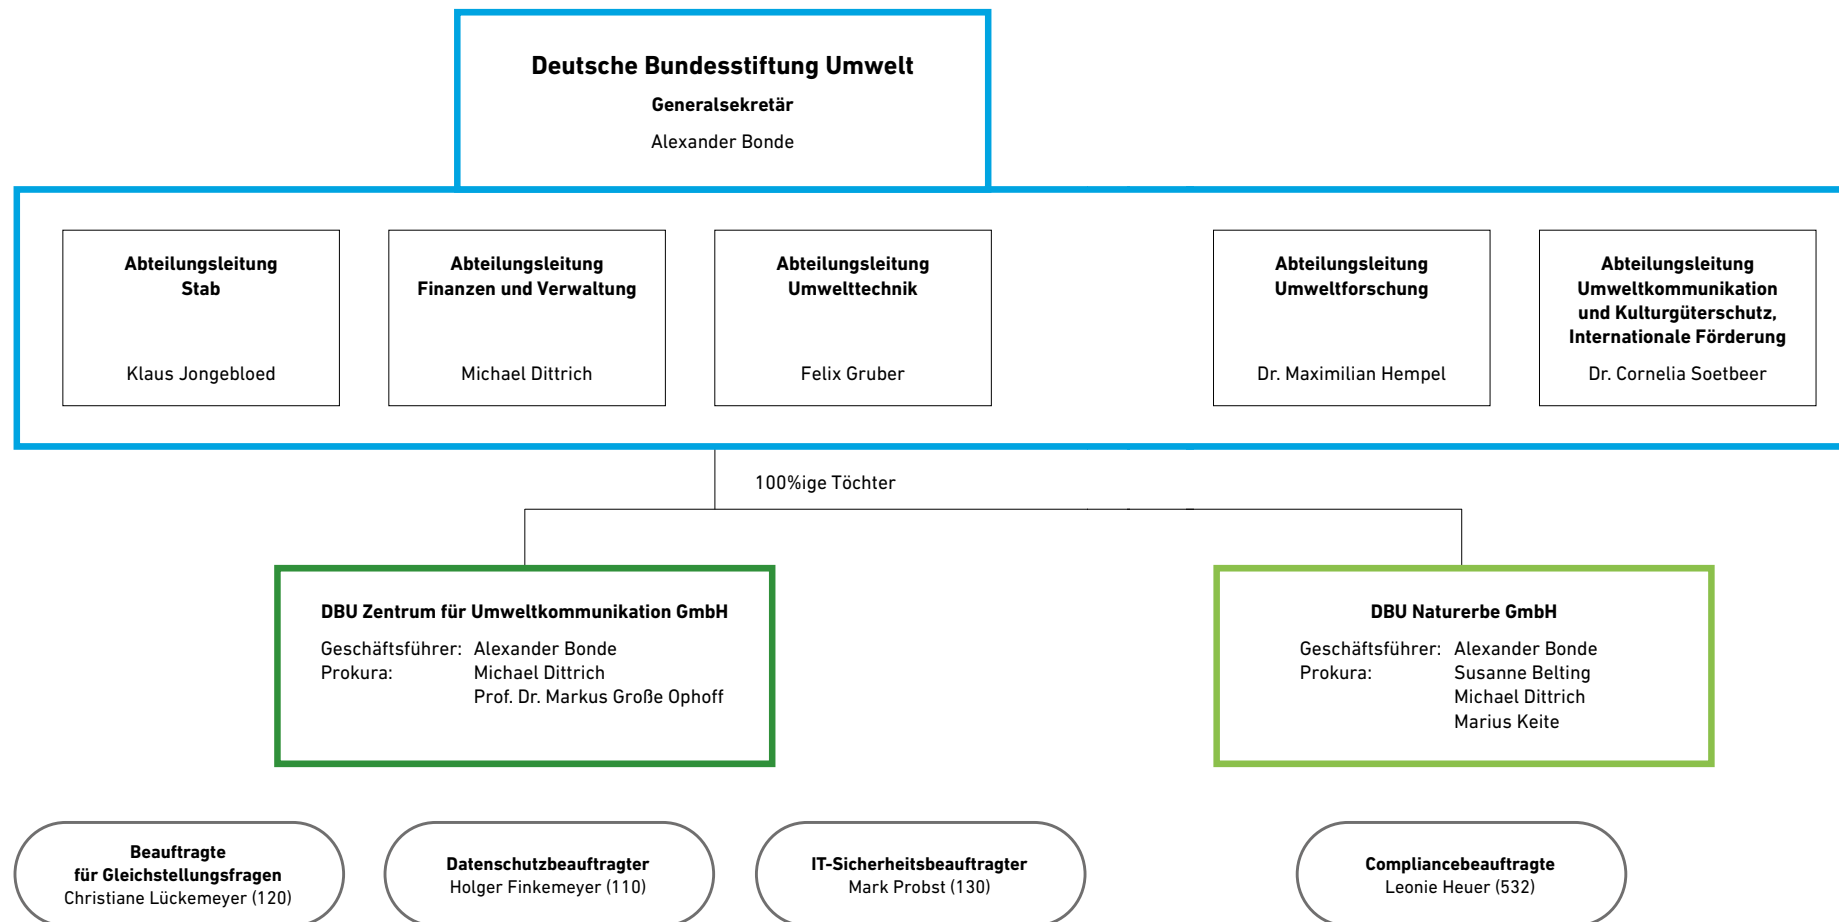 Deutsche Bundesstiftung Umwelt
Generalsekretär
Alexander Bonde
Abteilungsleitung
Stab
Klaus Jongebloed
Abteilungsleitung
Finanzen und Verwaltung
Michael Dittrich
Abteilungsleitung
Umwelttechnik
Felix Gruber
Abteilungsleitung
Umweltforschung
Dr. Maximilian Hempel
Abteilungsleitung
Umweltkommunikation
und Kulturgüterschutz,
Internationale Förderung
Dr. Cornelia Soetbeer
100%ige Töchter
DBU Zentrum für Umweltkommunikation GmbH
Geschäftsführer: Alexander Bonde
Prokura: Michael Dittrich
Prof. Dr. Markus Große Ophoff
DBU Naturerbe GmbH
Geschäftsführer: Alexander Bonde
Prokura: Susanne Belting
Michael Dittrich
Marius Keite
Beauftragte
für Gleichstellungsfragen
Christiane Lückemeyer (120)
Datenschutzbeauftragter
Holger Finkemeyer (110)
IT-Sicherheitsbeauftragter
Mark Probst (130)
Compliancebeauftragte
Leonie Heuer (532)